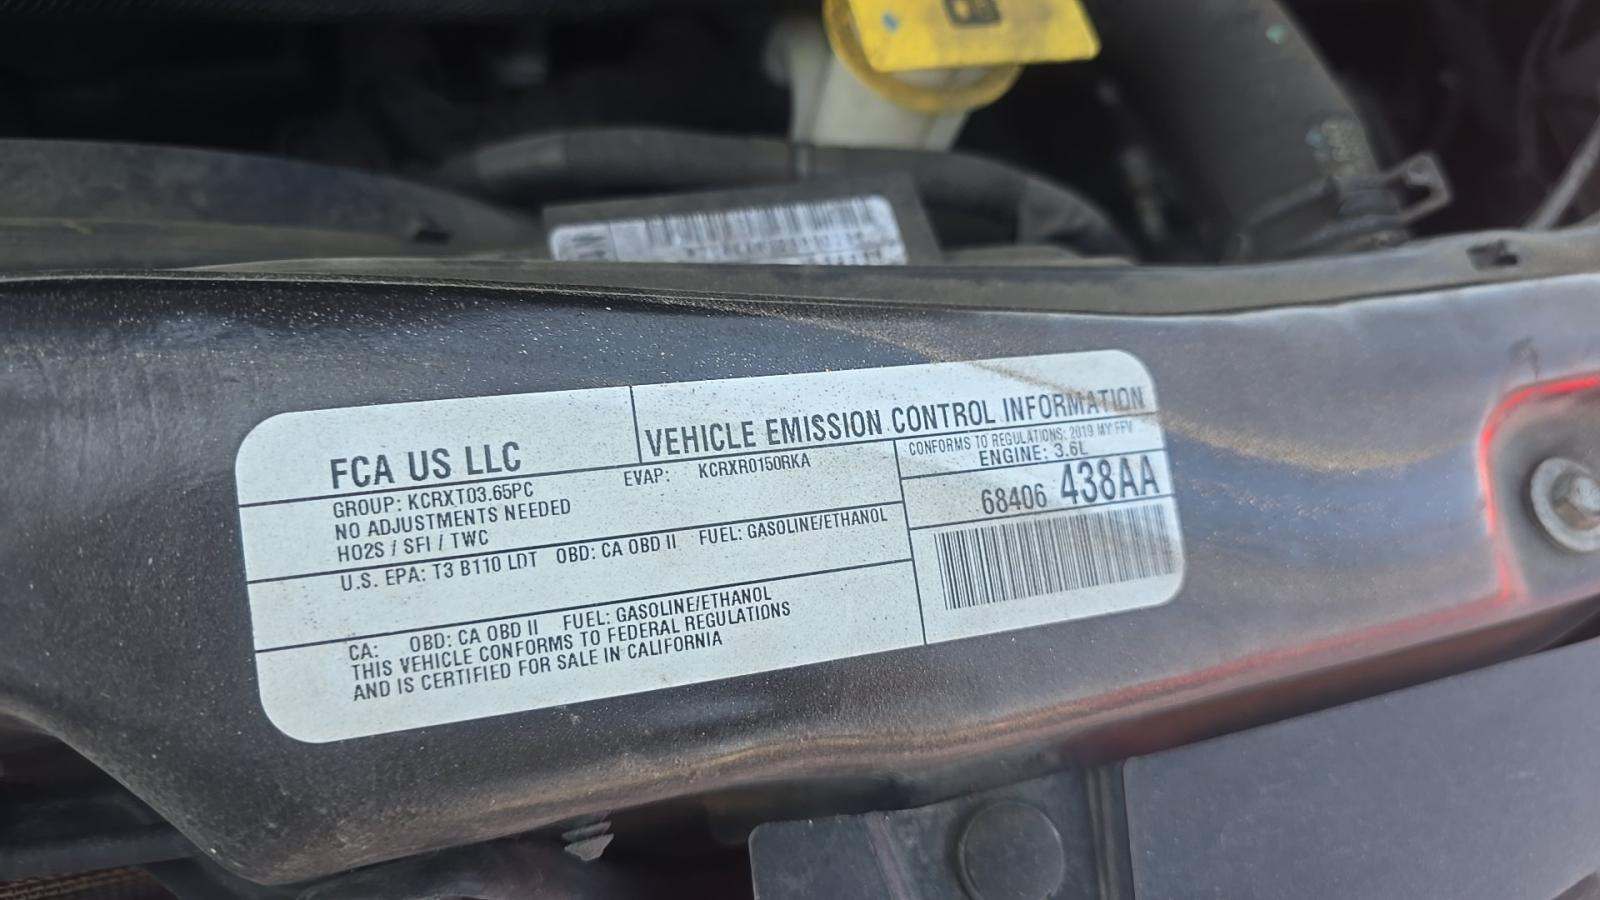 FCA US LLC
VEHICLE EMISSION CONTROL INFORMATION
GROUP: KCRXT03.65PC
EVAP: KCRXR0150RKA
NO ADJUSTMENTS NEEDED
HO2S / SFI / TWC
CONFORMS TO REGULATIONS: 2019 MY FFV
ENGINE: 3.6L
68406 438AA
U.S. EPA: T3 B110 LDT OBD: CA OBD II FUEL: GASOLINE/ETHANOL
CA: OBD: CA OBD II FUEL: GASOLINE/ETHANOL
THIS VEHICLE CONFORMS TO FEDERAL REGULATIONS
AND IS CERTIFIED FOR SALE IN CALIFORNIA